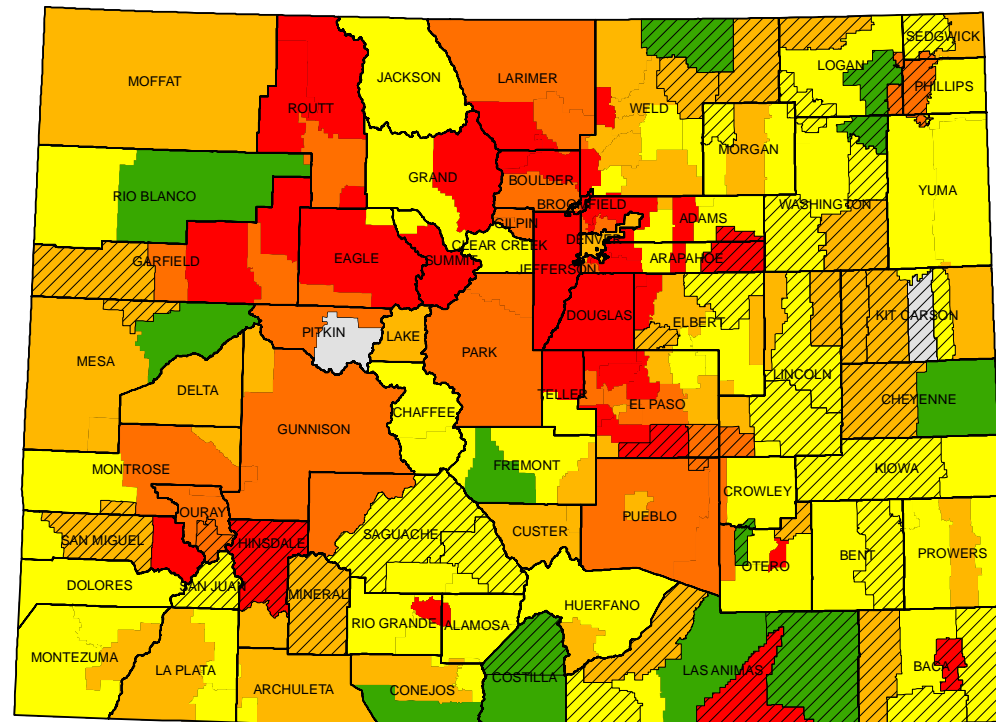 SEDGWICK
LOGAN
MOFFAT
JACKSON
LARIMER
PHILLIPS
ROUTT
WELD
MORGAN
GRAND
BOULDER
YUMA
RIO BLANCO
BROOMFIELD
WASHINGTON
GILPIN
ADAMS
CLEAR CREEK
DENVER
GARFIELD
EAGLE
SUMMIT
ARAPAHOE
JEFFERSON
DOUGLAS
KIT CARSON
PITKIN
LAKE
ELBERT
PARK
MESA
LINCOLN
DELTA
TELLER
EL PASO
CHEYENNE
CHAFFEE
GUNNISON
MONTROSE
FREMONT
KIOWA
CROWLEY
OURAY
PUEBLO
SAN MIGUEL
HINSDALE
SAGUACHE
CUSTER
BENT
PROWERS
OTERO
DOLORES
SAN JUAN
MINERAL
HUERFANO
RIO GRANDE
ALAMOSA
MONTEZUMA
LA PLATA
LAS ANIMAS
BACA
COSTILLA
ARCHULETA
CONEJOS